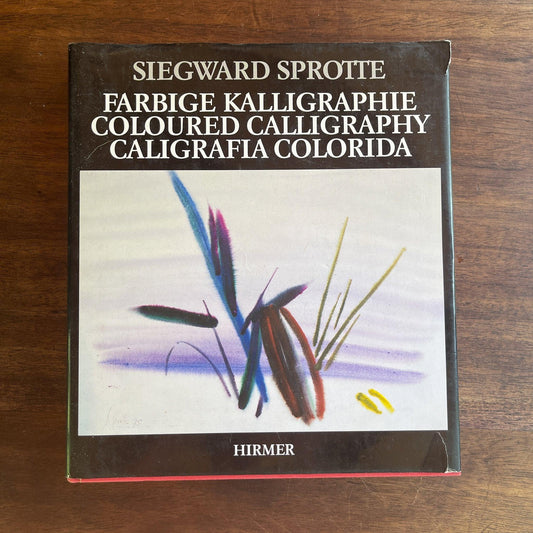 SIEGWARD SPROTTE
FARBIGE KALLIGRAPHIE
COLOURED CALLIGRAPHY
CALIGRAFIA COLORIDA
HIRMER